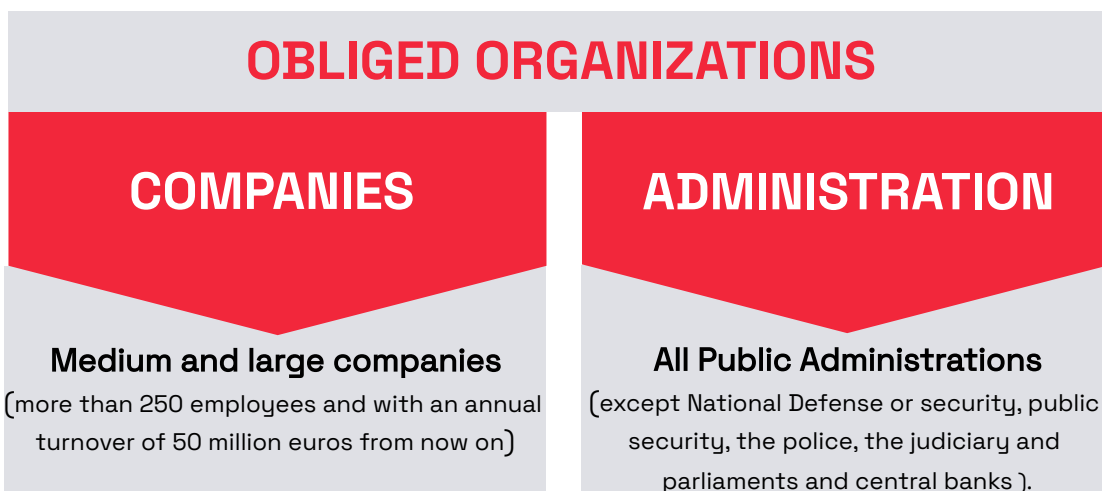 OBLIGED ORGANIZATIONS
COMPANIES
Medium and large companies
(more than 250 employees and with an annual
turnover of 50 million euros from now on)
ADMINISTRATION
All Public Administrations
(except National Defense or security, public
security, the police, the judiciary and
parliaments and central banks ).